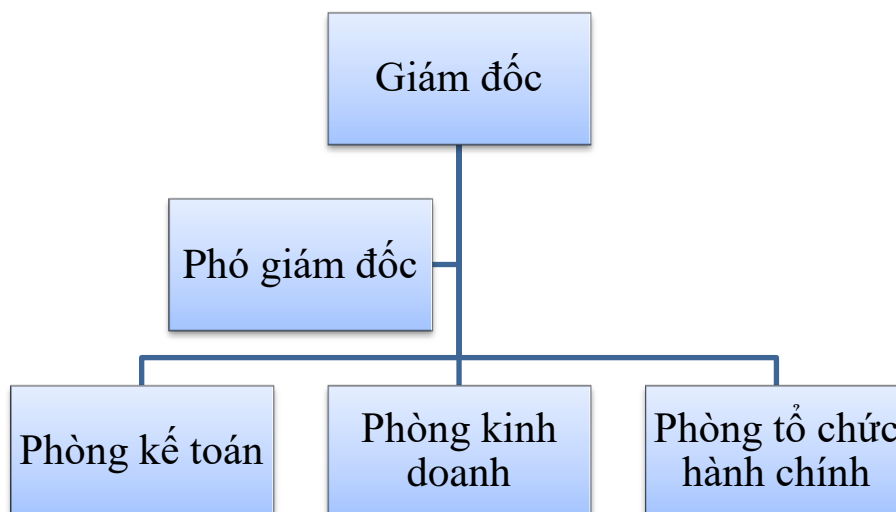 Giám đốc
Phó giám đốc
Phòng kế toán
Phòng kinh
doanh
Phòng tổ chức
hành chính